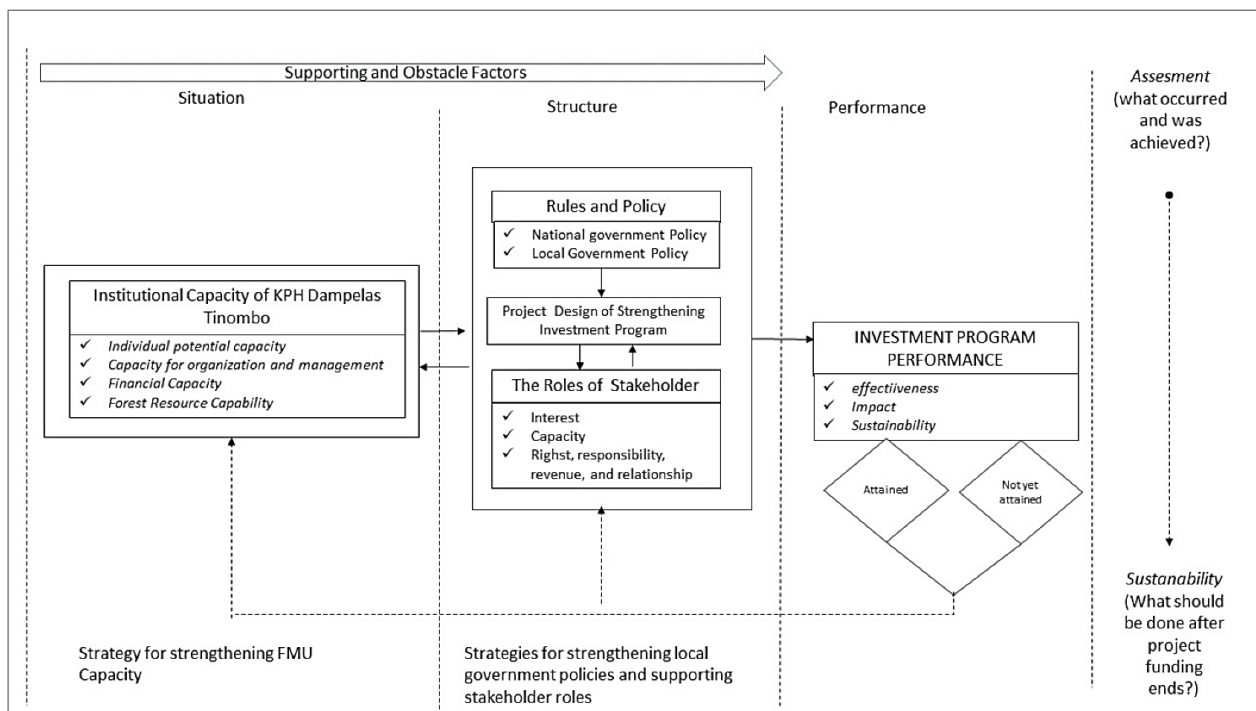 Supporting and Obstacle Factors
Situation
Structure
Performance
Assesment
(what occurred
and was
achieved?)
Rules and Policy
✓ National government Policy
✓ Local Government Policy
Institutional Capacity of KPH Dampelas
Tinombo
✓ Individual potential capacity
✓ Capacity for organization and management
✓ Financial Capacity
✓ Forest Resource Capability
Project Design of Strengthening
Investment Program
The Roles of Stakeholder
✓ Interest
✓ Capacity
✓ Righst, responsibility,
revenue, and relationship
INVESTMENT PROGRAM
PERFORMANCE
✓ effectiiveness
✓ Impact
✓ Sustainability
Attained
Not yet
attained
Strategy for strengthening FMU
Capacity
Strategies for strengthening local
government policies and supporting
stakeholder roles
Sustanability
(What should
be done after
project
funding
ends?)